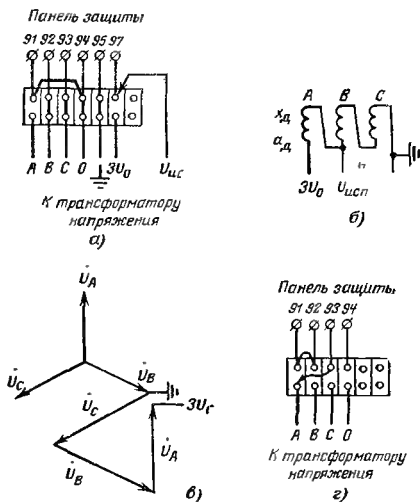 Панель защиты
91 92 93 94 95 97
A B C 0 3U₀ Uис
К трансформатору
напряжения
а)
A B C
xд
aд
3U₀ Uисп
б)
U̇A
U̇C U̇B
U̇C
3U
U̇A
U̇B
в)
Панель защиты
91 92 93 94
A B C 0
К трансформатору
напряжения
г)